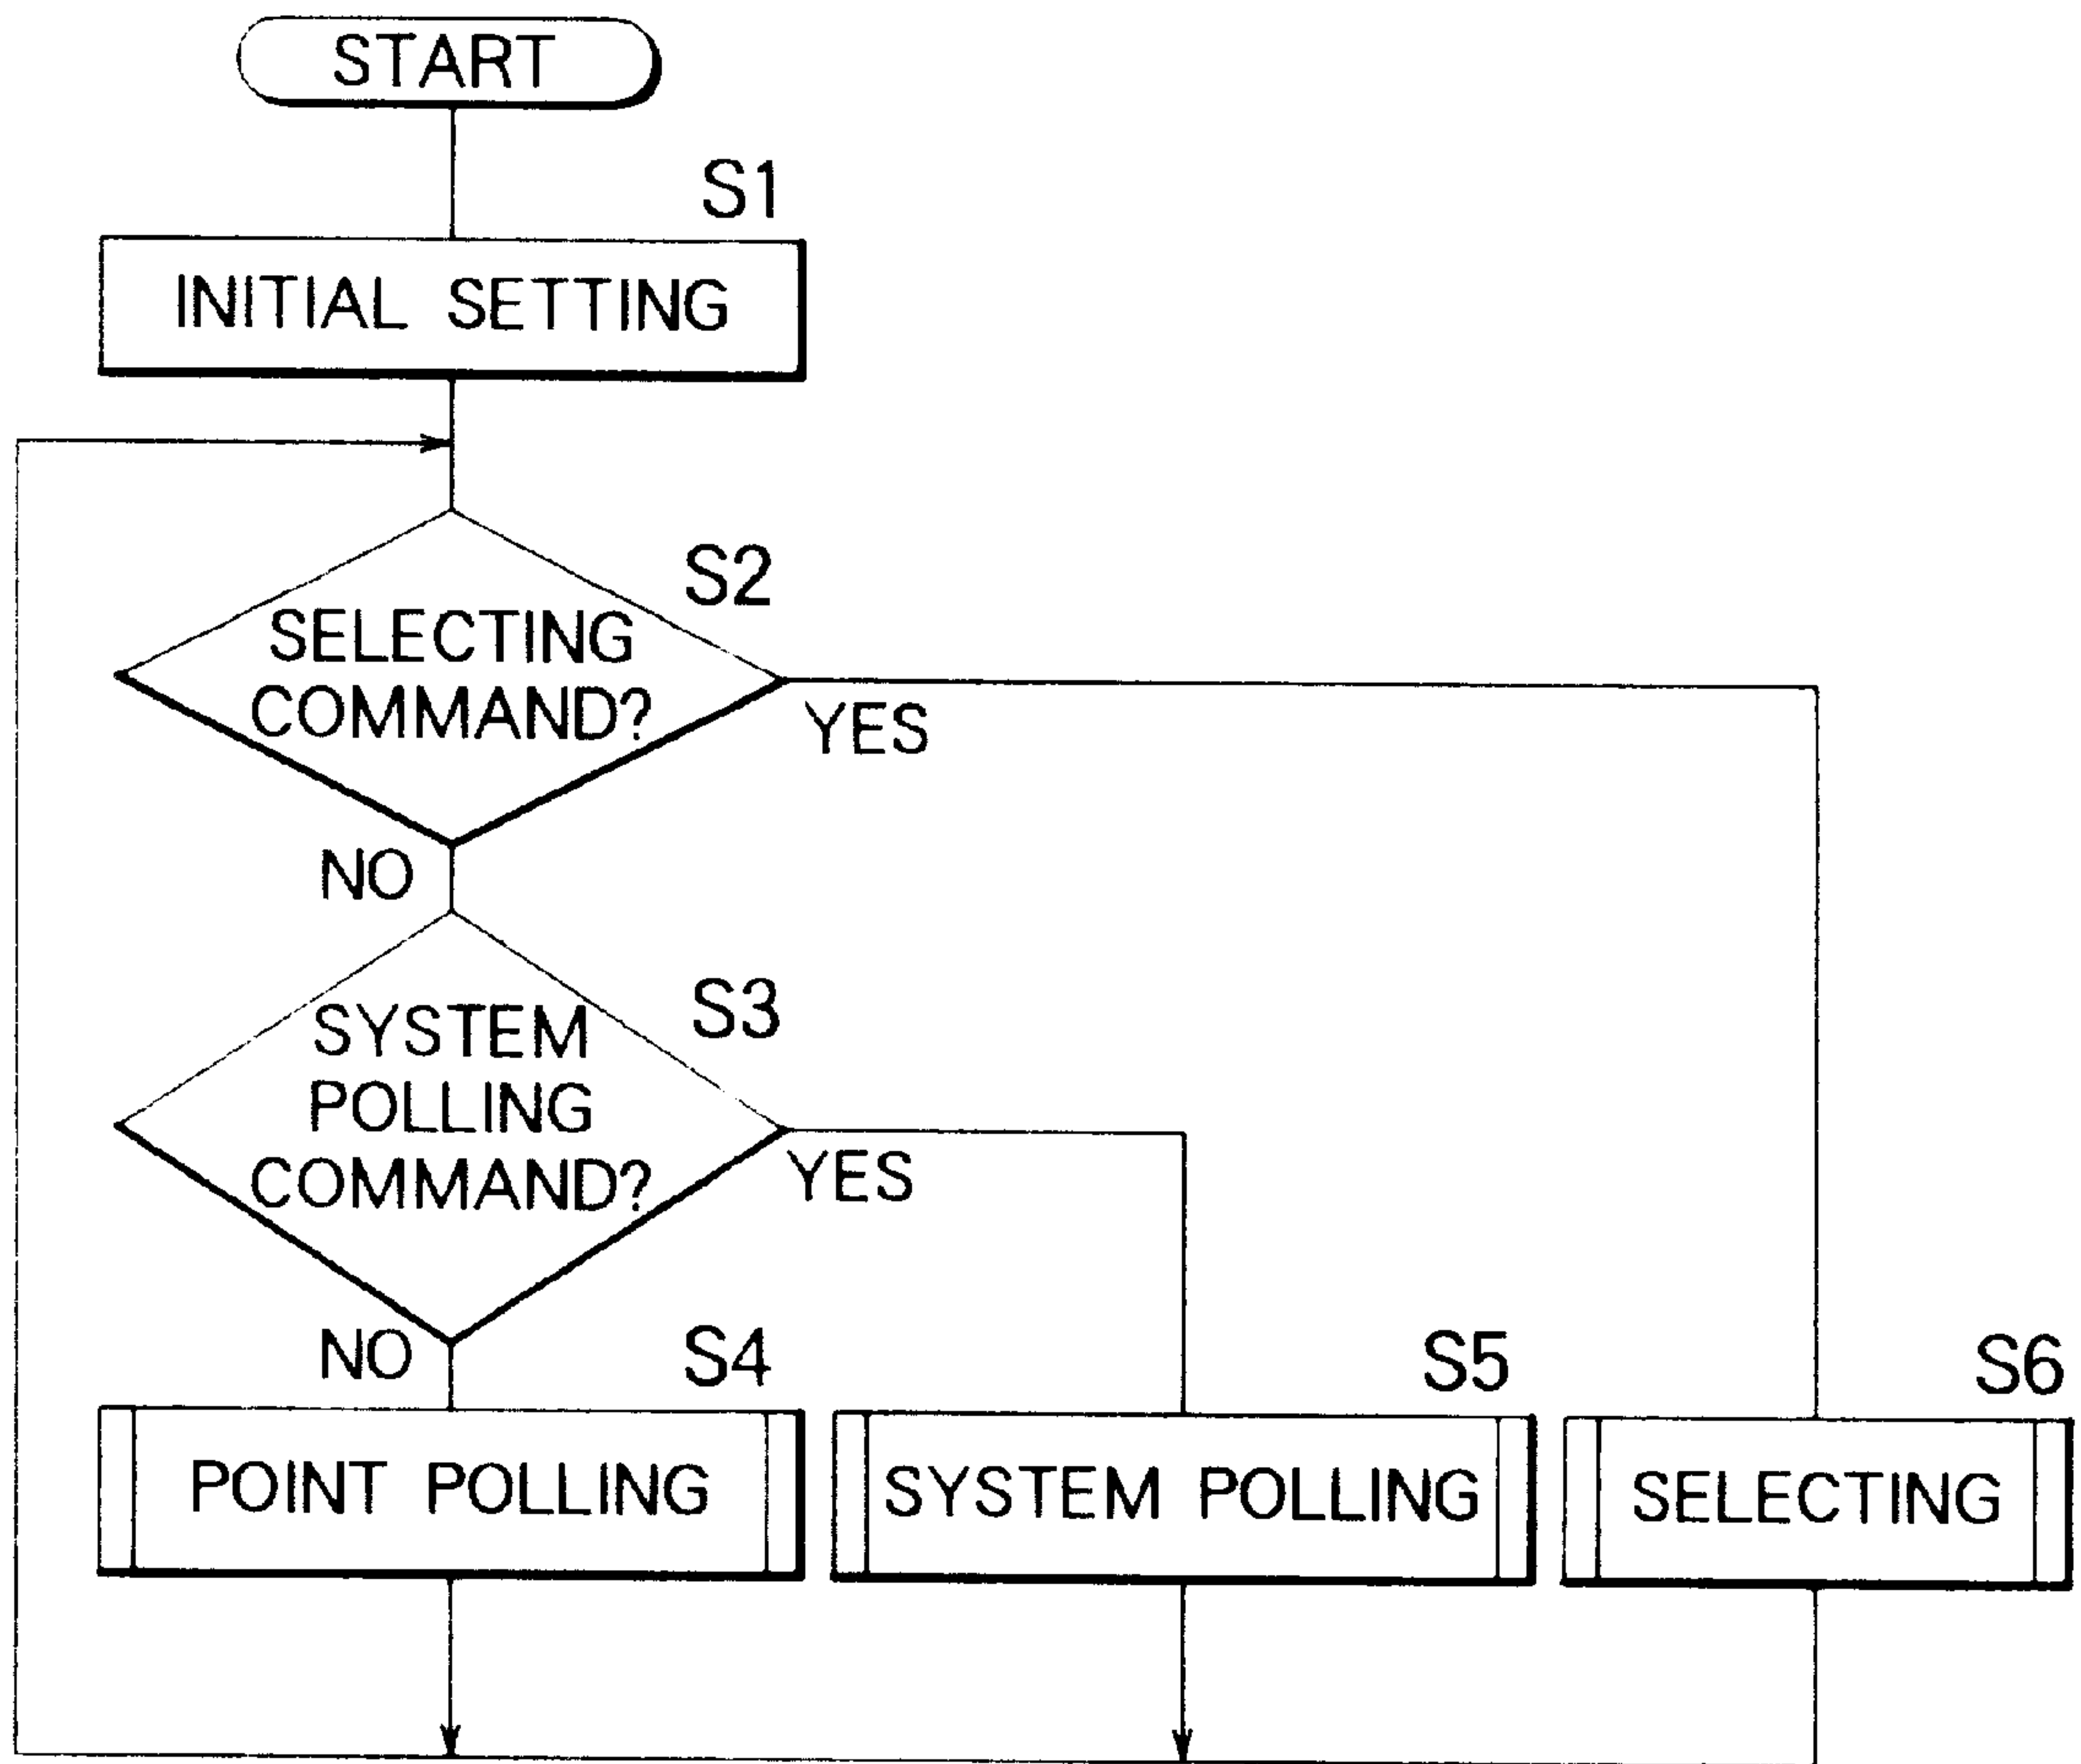 START
S1
INITIAL SETTING
S2
SELECTING
COMMAND?
YES
NO
S3
SYSTEM
POLLING
COMMAND?
YES
NO
S4
S5
S6
POINT POLLING
SYSTEM POLLING
SELECTING